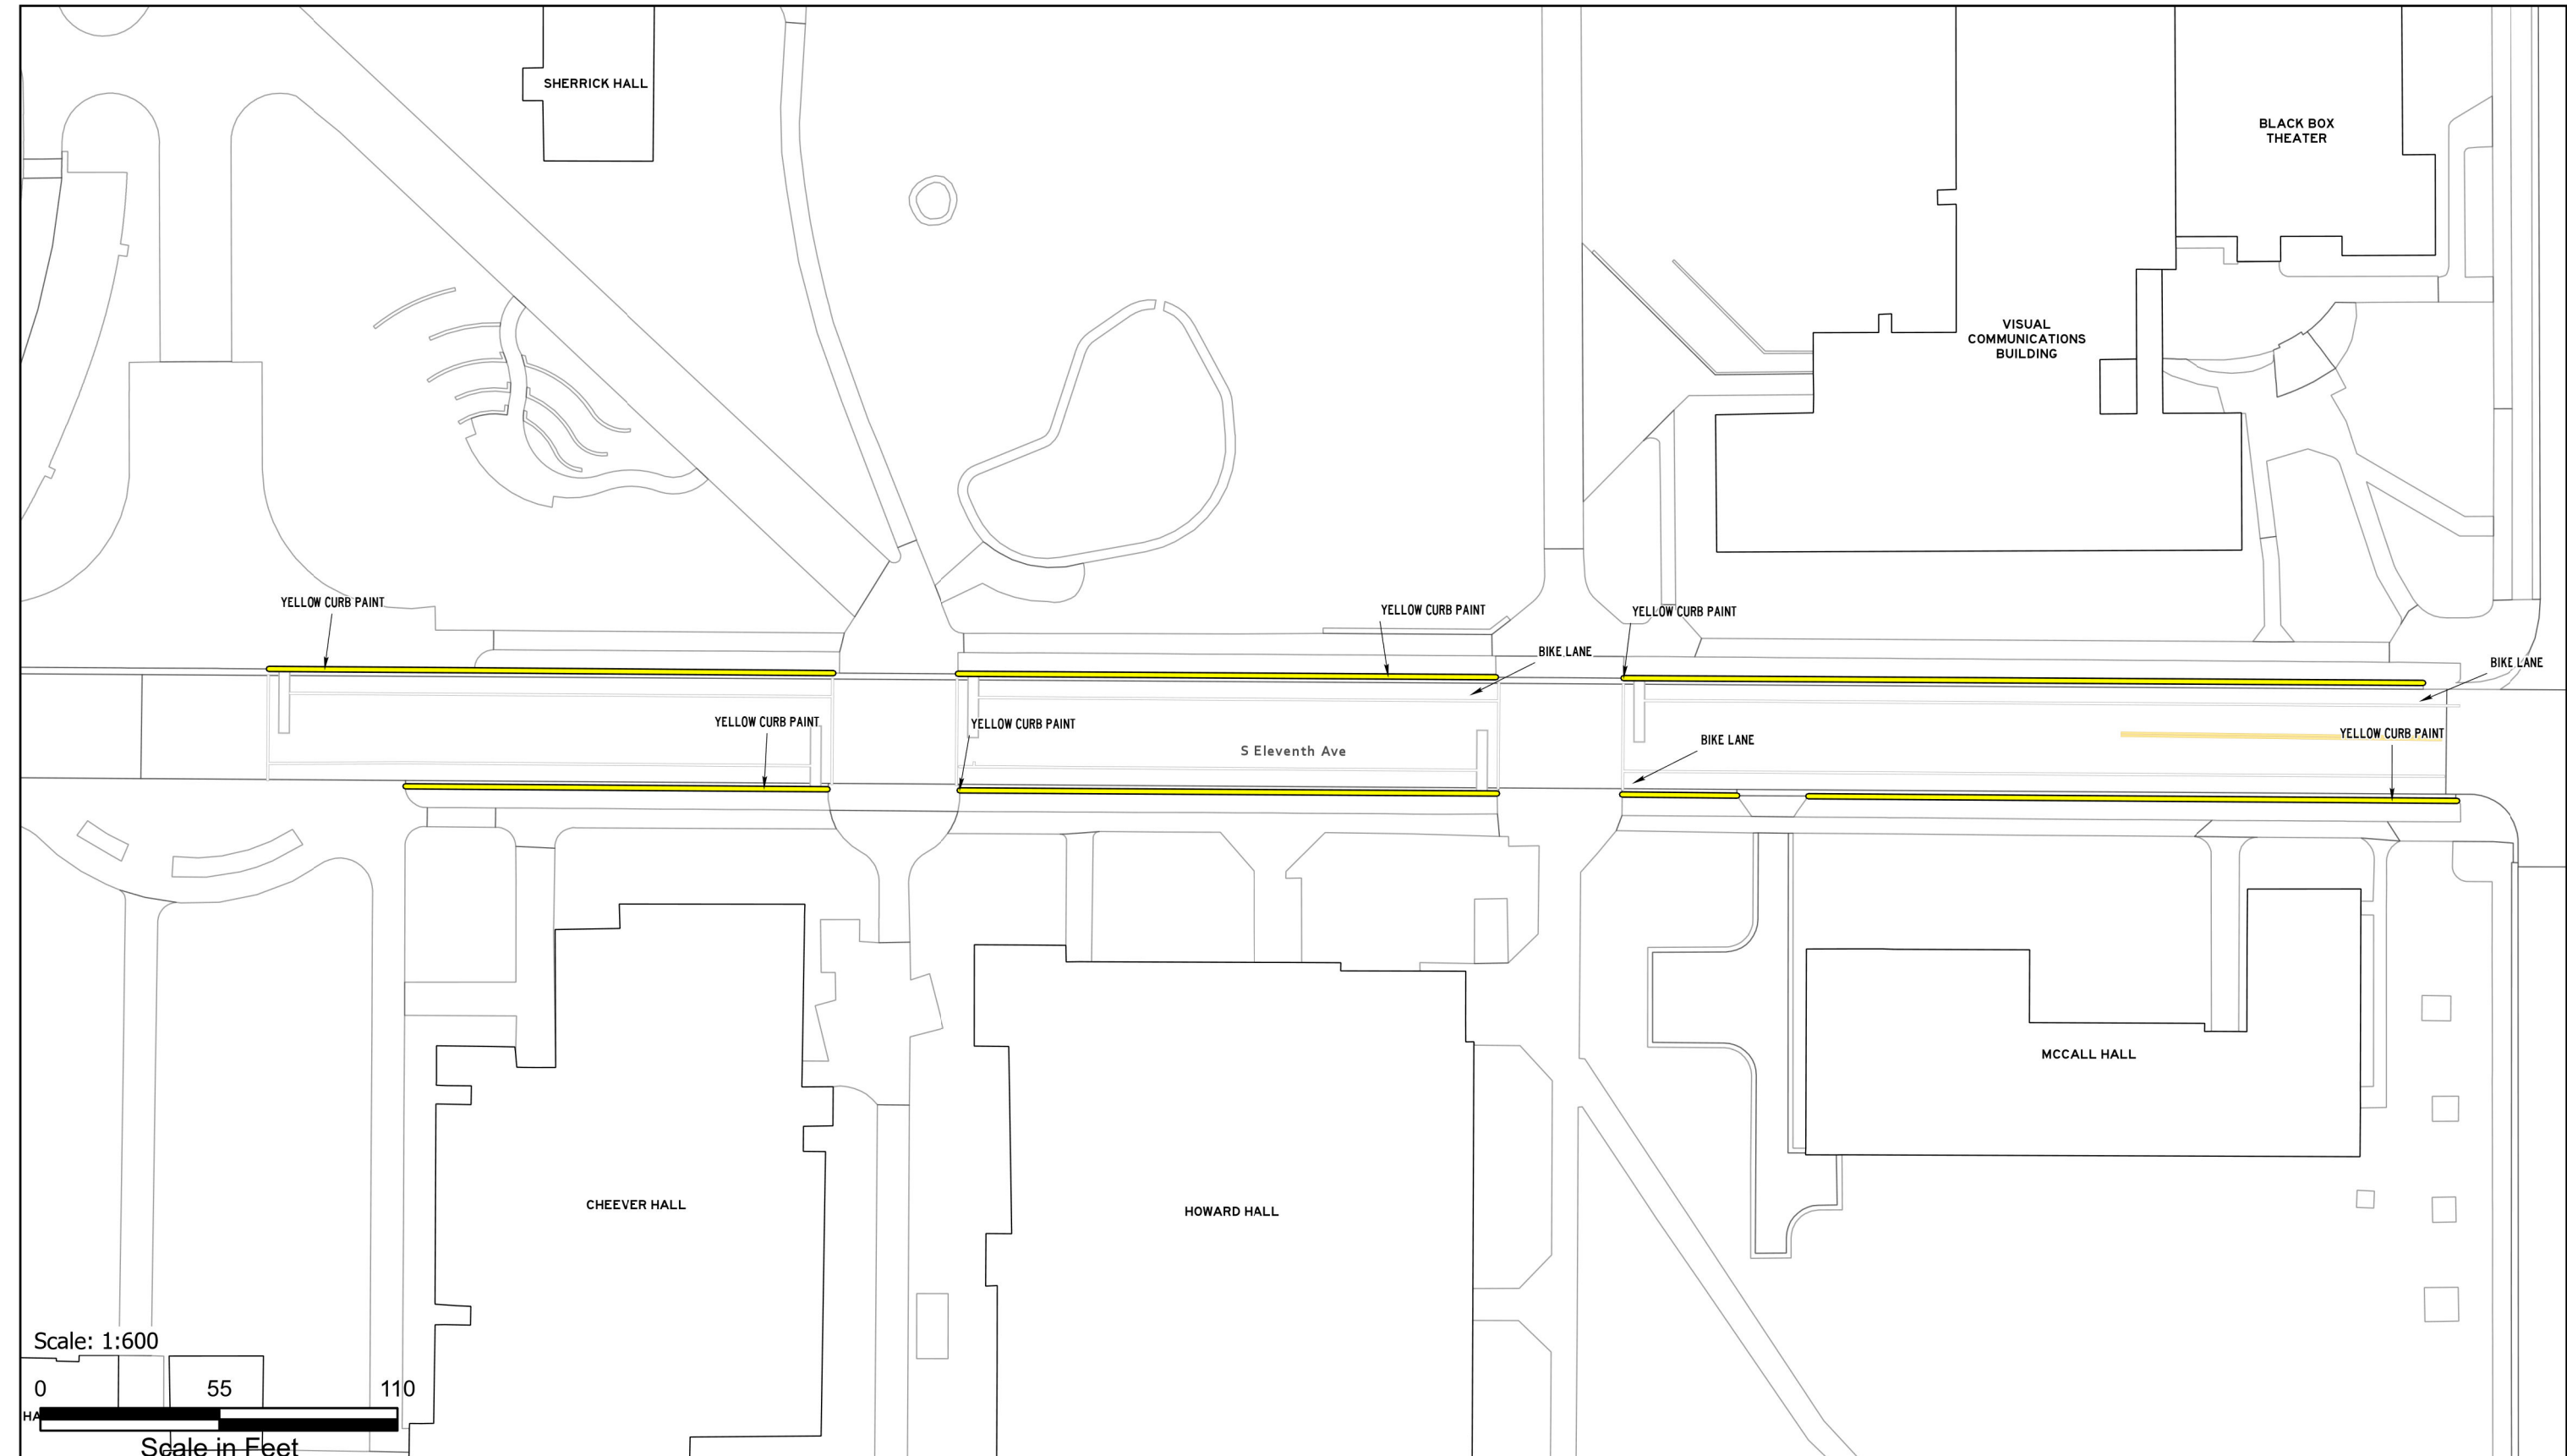 SHERRICK HALL
BLACK BOX
THEATER
VISUAL
COMMUNICATIONS
BUILDING
YELLOW CURB PAINT
YELLOW CURB PAINT
YELLOW CURB PAINT
BIKE LANE
BIKE LANE
YELLOW CURB PAINT
YELLOW CURB PAINT
S Eleventh Ave
BIKE LANE
YELLOW CURB PAINT
MCCALL HALL
CHEEVER HALL
HOWARD HALL
Scale: 1:600
0 55 110
HA
Scale in Feet